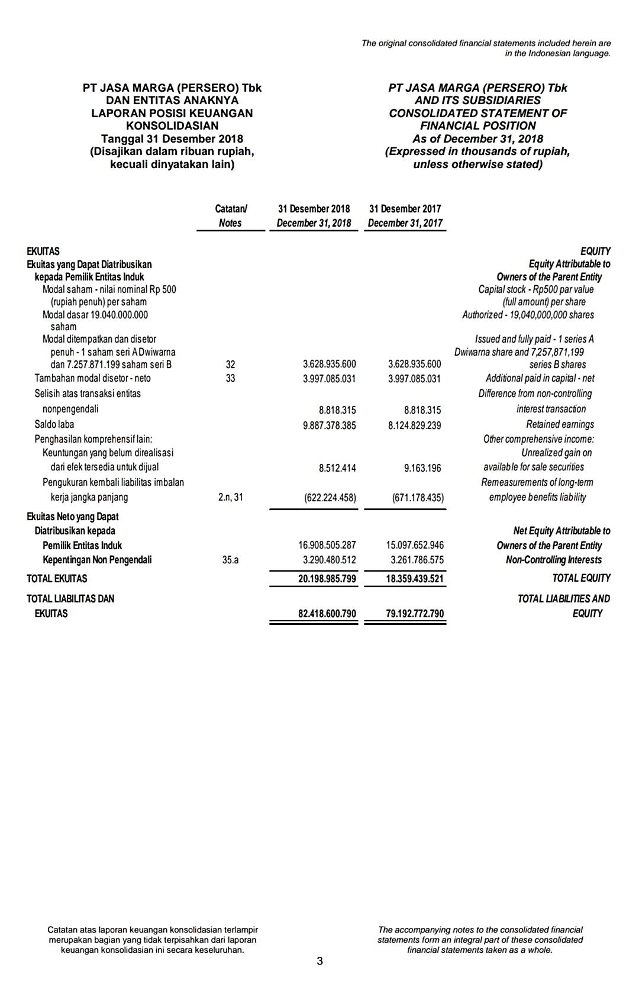 The original consolidated financial statements included herein are
in the Indonesian language.
PT JASA MARGA (PERSERO) Tbk
DAN ENTITAS ANAKNYA
LAPORAN POSISI KEUANGAN
KONSOLIDASIAN
Tanggal 31 Desember 2018
(Disajikan dalam ribuan rupiah,
kecuali dinyatakan lain)
PT JASA MARGA (PERSERO) Tbk
AND ITS SUBSIDIARIES
CONSOLIDATED STATEMENT OF
FINANCIAL POSITION
As of December 31, 2018
(Expressed in thousands of rupiah,
unless otherwise stated)
Catatan/ 31 Desember 2018 31 Desember 2017
Notes December 31, 2018 December 31, 2017
EKUITAS EQUITY
Ekuitas yang Dapat Diatribusikan Equity Attributable to
kepada Pemilik Entitas Induk Owners of the Parent Entity
Modal saham - nilai nominal Rp 500 Capital stock - Rp500 par value
(rupiah penuh) per saham (full amount) per share
Modal dasar 19.040.000.000 Authorized - 19,040,000,000 shares
saham
Modal ditempatkan dan disetor Issued and fully paid - 1 series A
penuh - 1 saham seri A Dwiwarna Dwiwarna share and 7,257,871,199
dan 7.257.871.199 saham seri B 32 3.628.935.600 3.628.935.600 series B shares
Tambahan modal disetor - neto 33 3.997.085.031 3.997.085.031 Additional paid in capital - net
Selisih atas transaksi entitas Difference from non-controlling
nonpengendali 8.818.315 8.818.315 interest transaction
Saldo laba 9.887.378.385 8.124.829.239 Retained earnings
Penghasilan komprehensif lain: Other comprehensive income:
Keuntungan yang belum direalisasi Unrealized gain on
dari efek tersedia untuk dijual 8.512.414 9.163.196 available for sale securities
Pengukuran kembali liabilitas imbalan Remeasurements of long-term
kerja jangka panjang 2.n, 31 (622.224.458) (671.178.435) employee benefits liability
Ekuitas Neto yang Dapat
Diatribusikan kepada Net Equity Attributable to
Pemilik Entitas Induk 16.908.505.287 15.097.652.946 Owners of the Parent Entity
Kepentingan Non Pengendali 35.a 3.290.480.512 3.261.786.575 Non-Controlling Interests
TOTAL EKUITAS 20.198.985.799 18.359.439.521 TOTAL EQUITY
TOTAL LIABILITAS DAN TOTAL LIABILITIES AND
EKUITAS 82.418.600.790 79.192.772.790 EQUITY
Catatan atas laporan keuangan konsolidasian terlampir
merupakan bagian yang tidak terpisahkan dari laporan
keuangan konsolidasian ini secara keseluruhan.
The accompanying notes to the consolidated financial
statements form an integral part of these consolidated
financial statements taken as a whole.
3